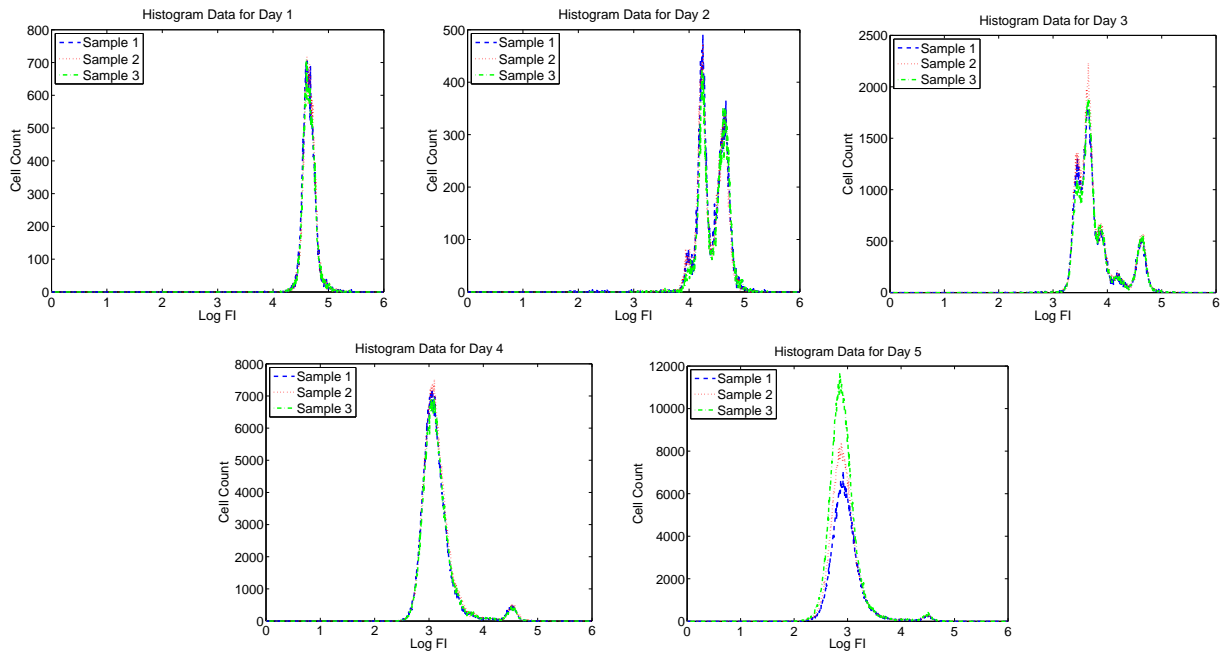 Histogram Data for Day 1
800
700
600
500
400
300
200
100
0
Cell Count
Sample 1
Sample 2
Sample 3
0 1 2 3 4 5 6
Log FI
Histogram Data for Day 2
500
400
300
200
100
0
Cell Count
Sample 1
Sample 2
Sample 3
0 1 2 3 4 5 6
Log FI
Histogram Data for Day 3
2500
2000
1500
1000
500
0
Cell Count
Sample 1
Sample 2
Sample 3
0 1 2 3 4 5 6
Log FI
Histogram Data for Day 4
8000
7000
6000
5000
4000
3000
2000
1000
0
Cell Count
Sample 1
Sample 2
Sample 3
0 1 2 3 4 5 6
Log FI
Histogram Data for Day 5
12000
10000
8000
6000
4000
2000
0
Cell Count
Sample 1
Sample 2
Sample 3
0 1 2 3 4 5 6
Log FI